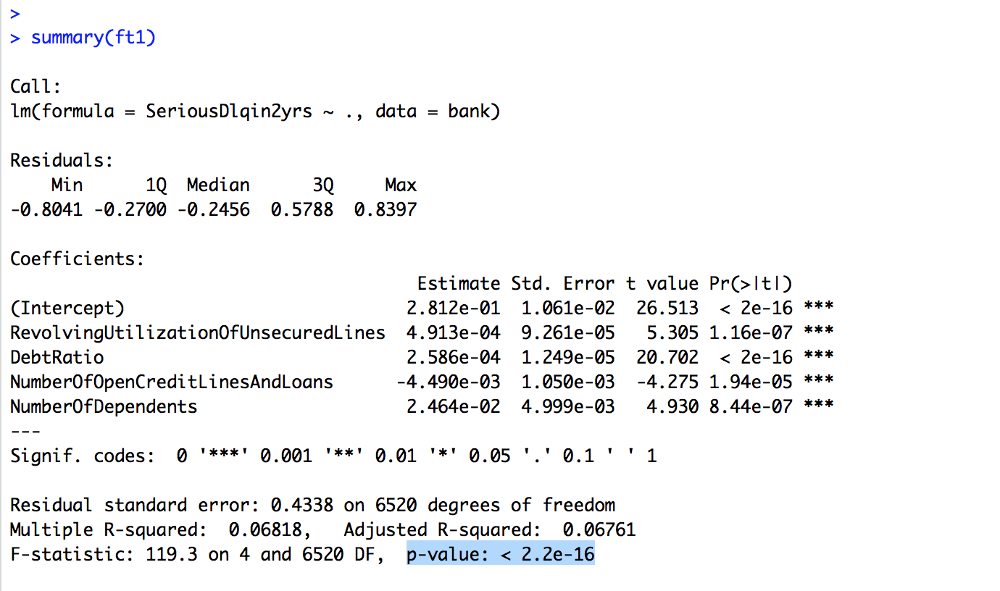 >
> summary(ft1)
Call:
lm(formula = SeriousDlqin2yrs ~ ., data = bank)
Residuals:
    Min      1Q  Median      3Q     Max
-0.8041 -0.2700 -0.2456  0.5788  0.8397
Coefficients:
                                       Estimate Std. Error t value Pr(>|t|)
(Intercept)                           2.812e-01  1.061e-02  26.513  < 2e-16 ***
RevolvingUtilizationOfUnsecuredLines  4.913e-04  9.261e-05   5.305 1.16e-07 ***
DebtRatio                             2.586e-04  1.249e-05  20.702  < 2e-16 ***
NumberOfOpenCreditLinesAndLoans      -4.490e-03  1.050e-03  -4.275 1.94e-05 ***
NumberOfDependents                    2.464e-02  4.999e-03   4.930 8.44e-07 ***
---
Signif. codes:  0 '***' 0.001 '**' 0.01 '*' 0.05 '.' 0.1 ' ' 1
Residual standard error: 0.4338 on 6520 degrees of freedom
Multiple R-squared:  0.06818,   Adjusted R-squared:  0.06761
F-statistic: 119.3 on 4 and 6520 DF,  p-value: < 2.2e-16